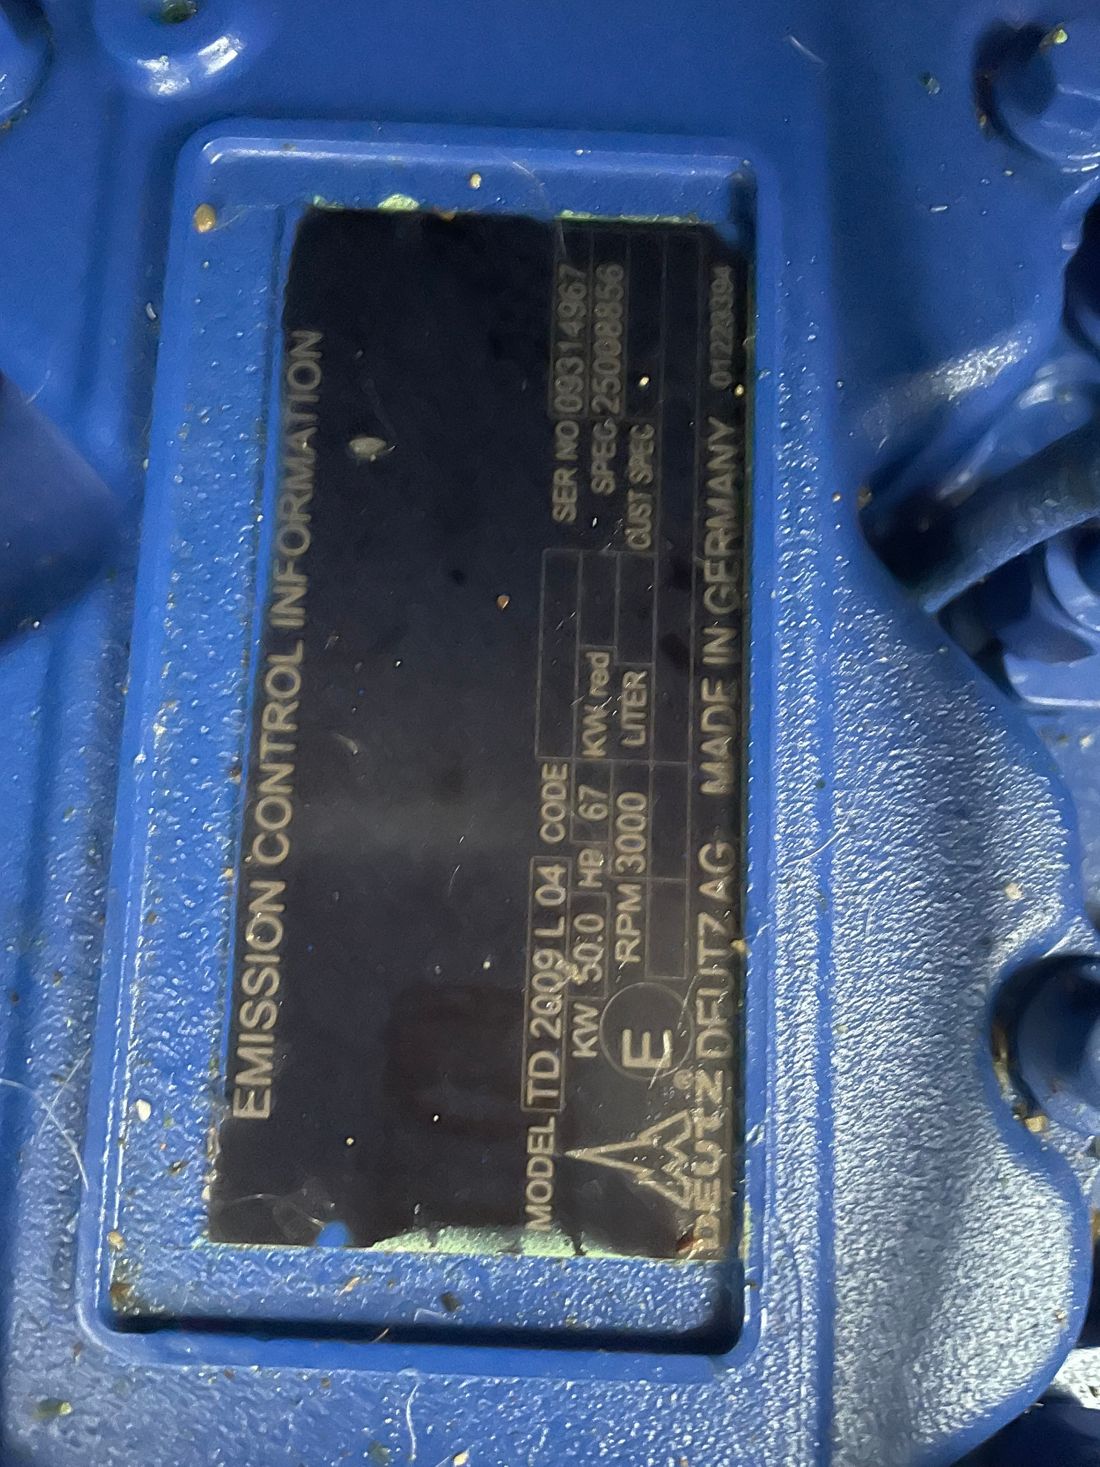 EMISSION CONTROL INFORMATION
MODEL TD 2009 L 04 CODE
SER NO 09314967
KW 50.0 HP 67 KW red
SPEC 25008856
RPM 3000 LITER
CUST SPEC
E
DEUTZ ® DEUTZ AG MADE IN GERMANY 01228394